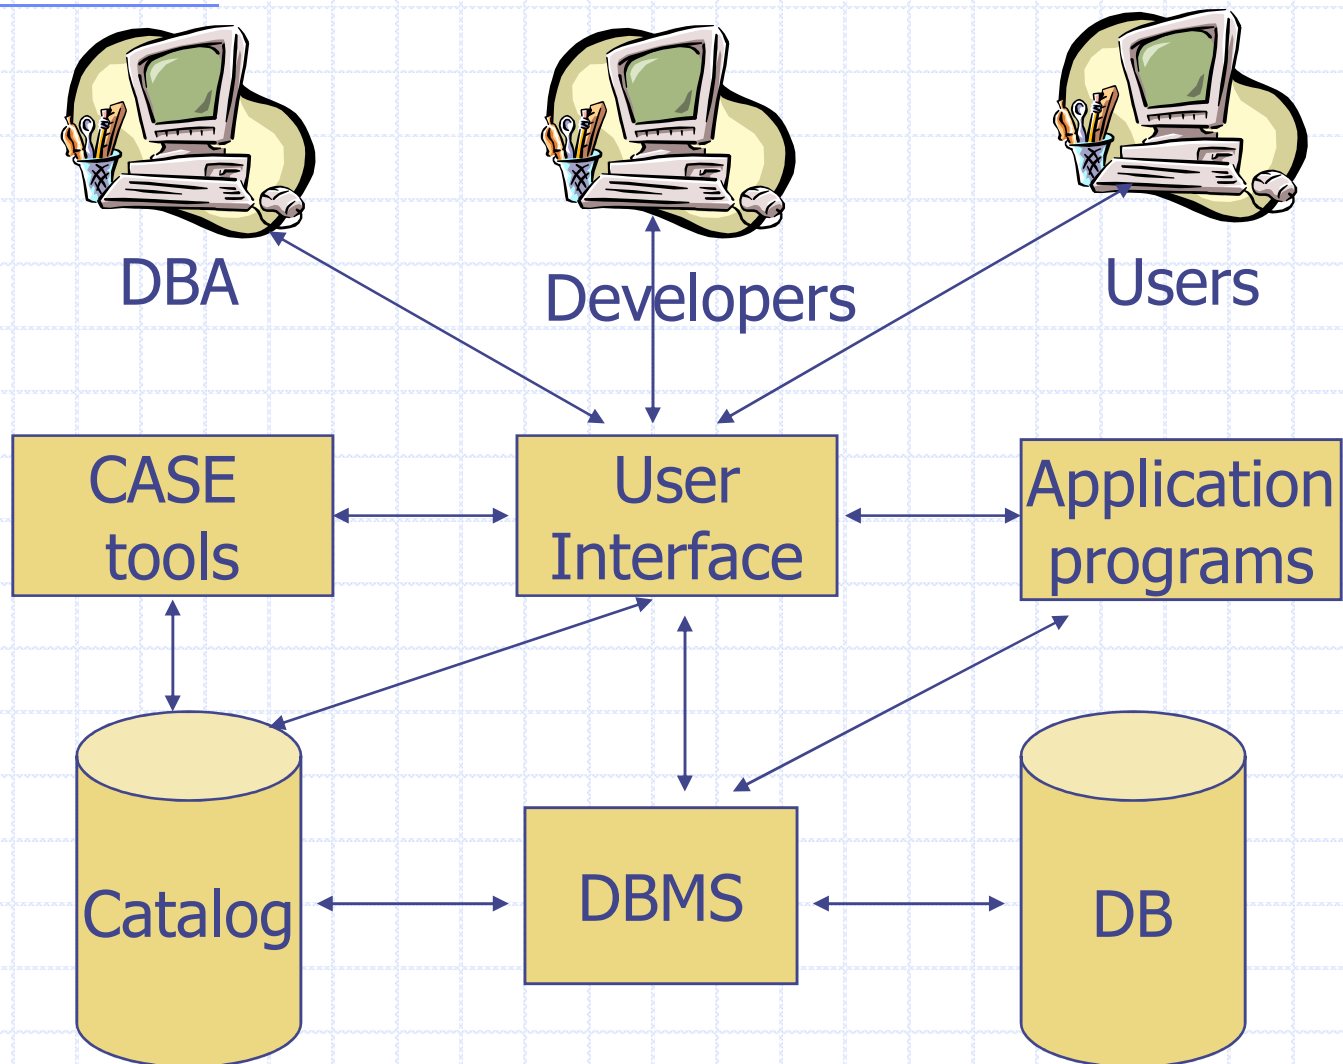 DBA
Developers
Users
CASE
tools
User
Interface
Application
programs
Catalog
DBMS
DB